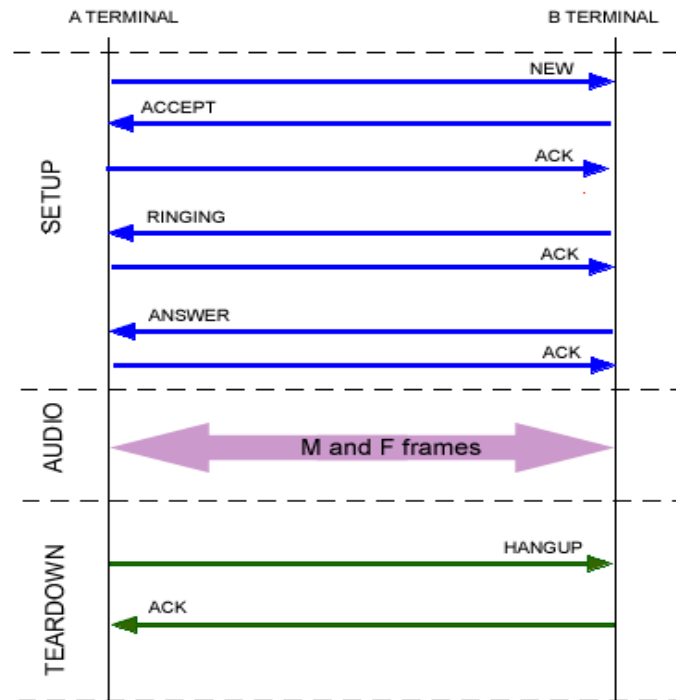 A TERMINAL
B TERMINAL
SETUP
NEW
ACCEPT
ACK
RINGING
ACK
ANSWER
ACK
AUDIO
M and F frames
TEARDOWN
HANGUP
ACK